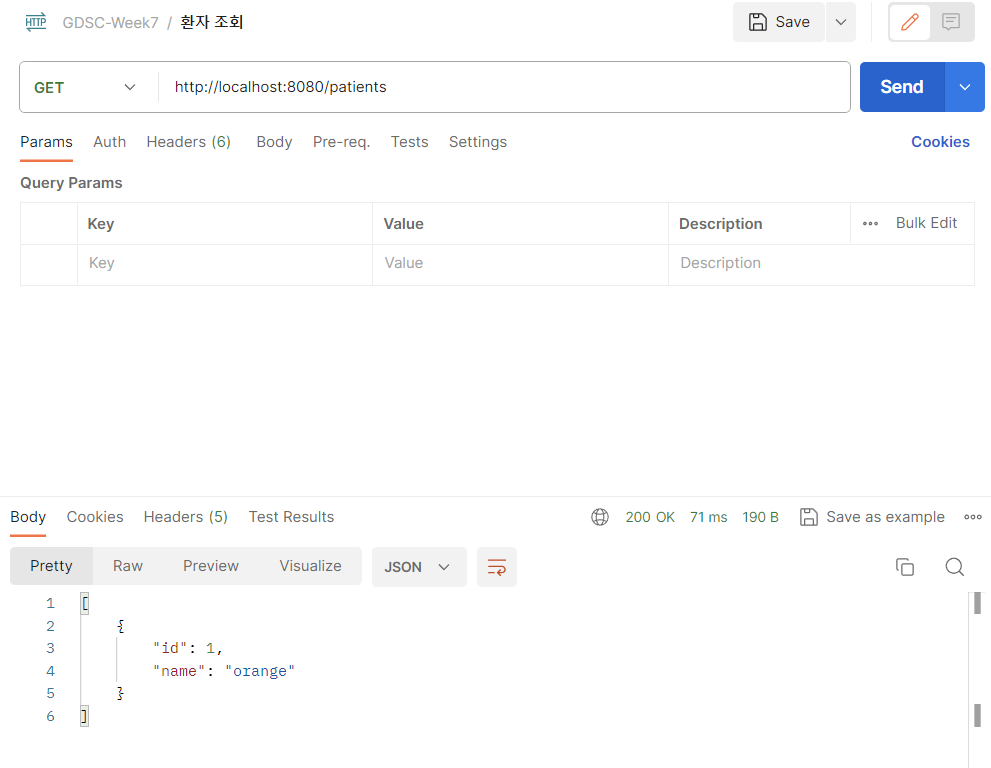 HTTP GDSC-Week7 / 환자 조회 Save
GET http://localhost:8080/patients Send
Params Auth Headers (6) Body Pre-req. Tests Settings Cookies
Query Params
Key Value Description ••• Bulk Edit
Key Value Description
Body Cookies Headers (5) Test Results 200 OK 71 ms 190 B Save as example
Pretty Raw Preview Visualize JSON
1 [
2 {
3 "id": 1,
4 "name": "orange"
5 }
6 ]